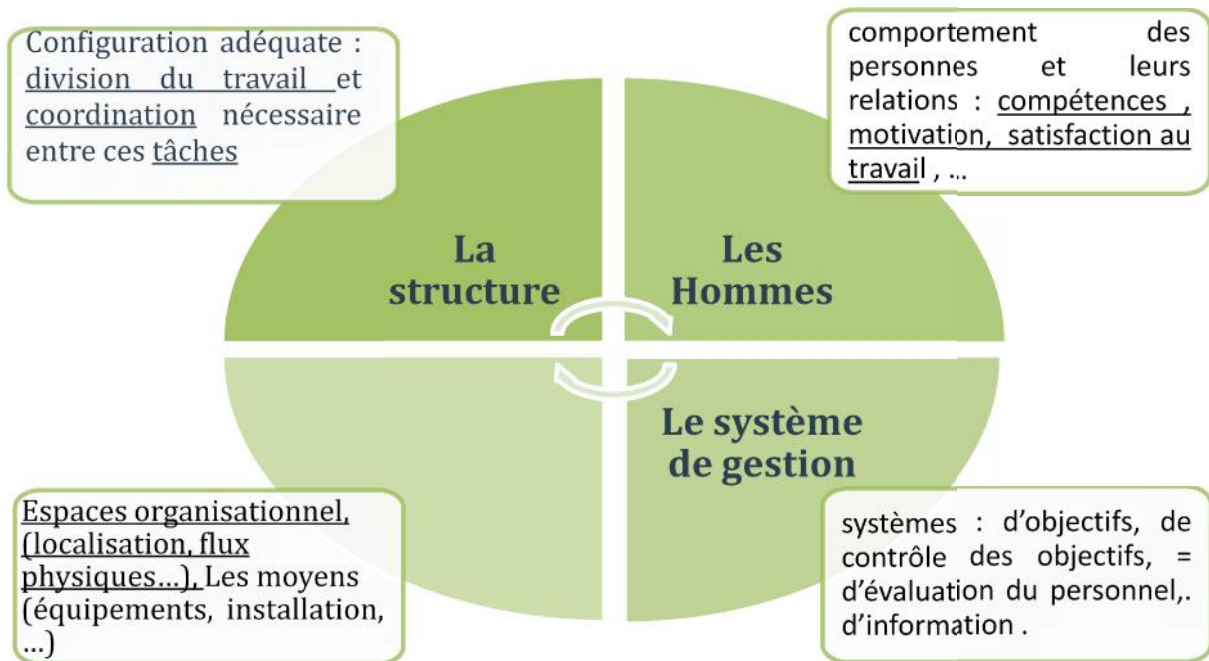 Configuration adéquate :
division du travail et
coordination nécessaire
entre ces tâches
comportement des
personnes et leurs
relations : compétences ,
motivation, satisfaction au
travail , ...
La
structure
Les
Hommes
Le système
de gestion
Espaces organisationnel,
(localisation, flux
physiques…), Les moyens
(équipements, installation,
…)
systèmes : d’objectifs, de
contrôle des objectifs, =
d’évaluation du personnel,.
d’information .